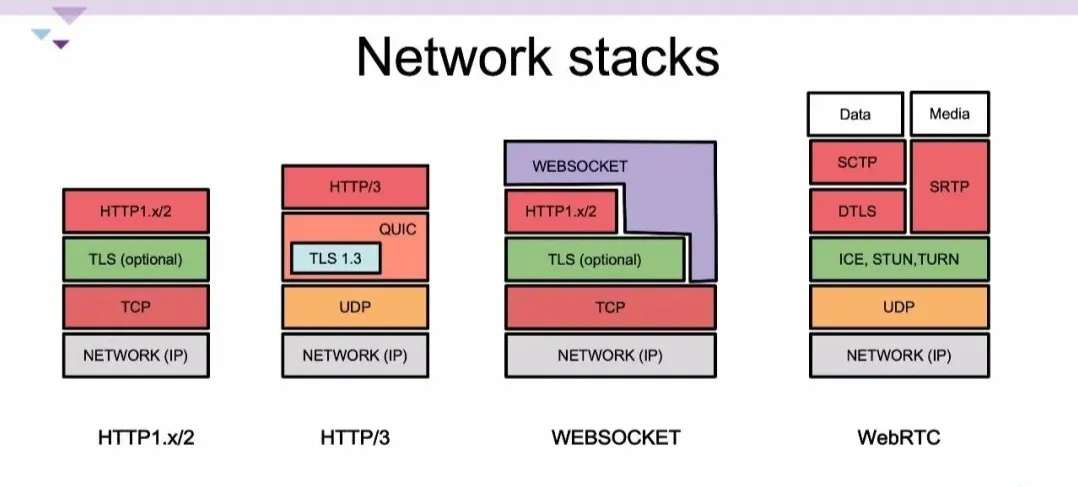 Network stacks
HTTP1.x/2
TLS (optional)
TCP
NETWORK (IP)
HTTP1.x/2
HTTP/3
QUIC
TLS 1.3
UDP
NETWORK (IP)
HTTP/3
WEBSOCKET
HTTP1.x/2
TLS (optional)
TCP
NETWORK (IP)
WEBSOCKET
Data
Media
SCTP
SRTP
DTLS
ICE, STUN,TURN
UDP
NETWORK (IP)
WebRTC